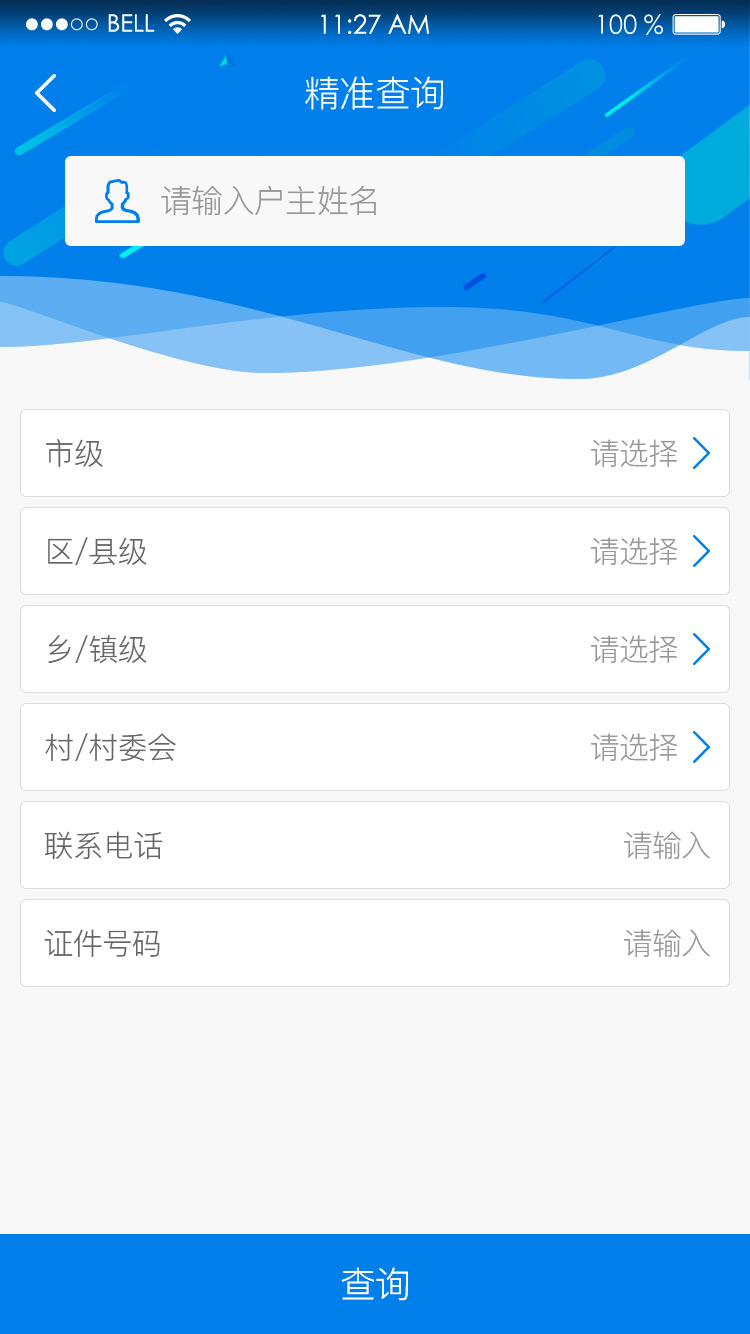 BELL 11:27 AM 100 %
精准查询
请输入户主姓名
市级 请选择
区/县级 请选择
乡/镇级 请选择
村/村委会 请选择
联系电话 请输入
证件号码 请输入
查询